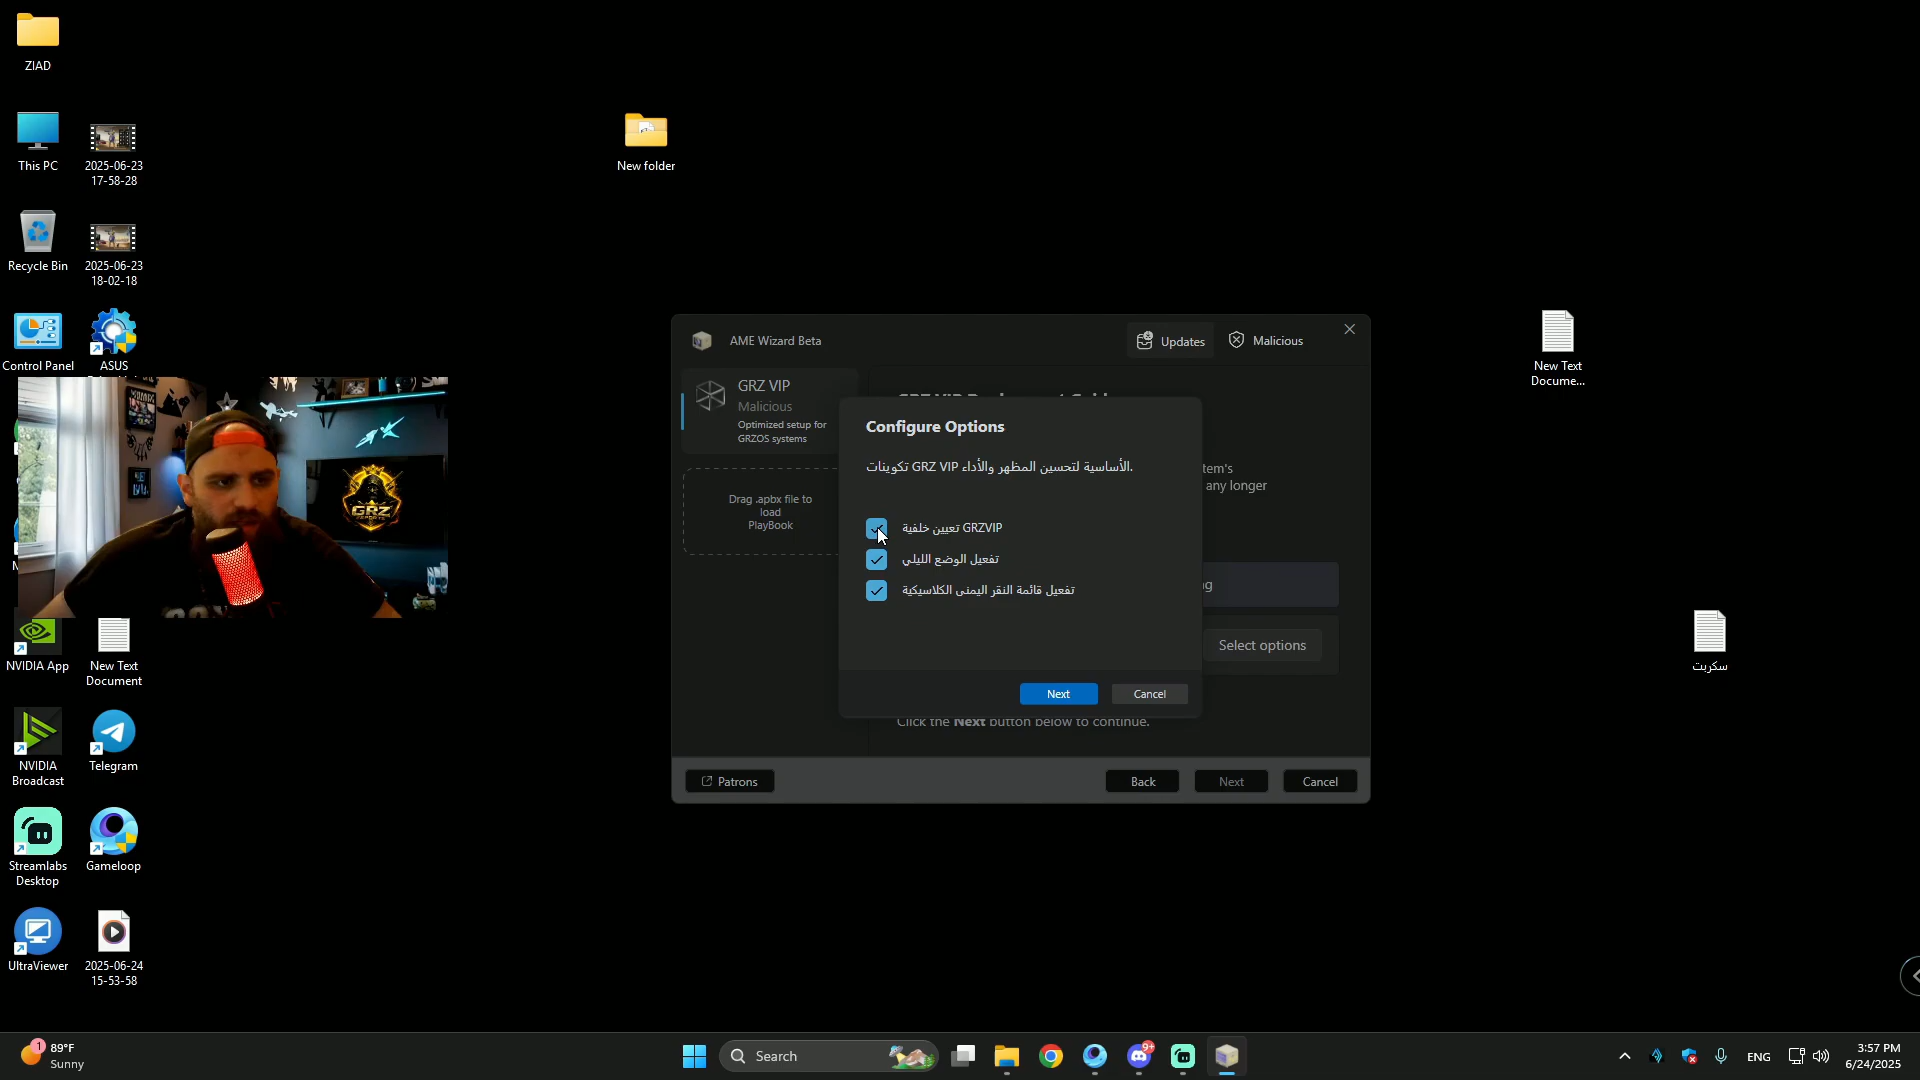 ZIAD
This PC
2025-06-23
17-58-28
New folder
Recycle Bin
2025-06-23
18-02-18
Control Panel
ASUS
New Text
Docume...
AME Wizard Beta
Updates
Malicious
GRZ VIP
Malicious
Optimized setup for
GRZOS systems
Drag .apbx file to
load
PlayBook
Configure Options
تكوينات GRZ VIP الأساسية لتحسين المظهر والأداء.
tem's
any longer
تعيين خلفية GRZVIP
تفعيل الوضع الليلي
تفعيل قائمة النقر اليمنى الكلاسيكية
Select options
Next
Cancel
Click the Next button below to continue.
Patrons
Back
Next
Cancel
GRZ
سكربت
NVIDIA App
New Text
Document
NVIDIA
Broadcast
Telegram
Streamlabs
Desktop
Gameloop
UltraViewer
2025-06-24
15-53-58
1
89°F
Sunny
Search
9+
ENG
3:57 PM
6/24/2025